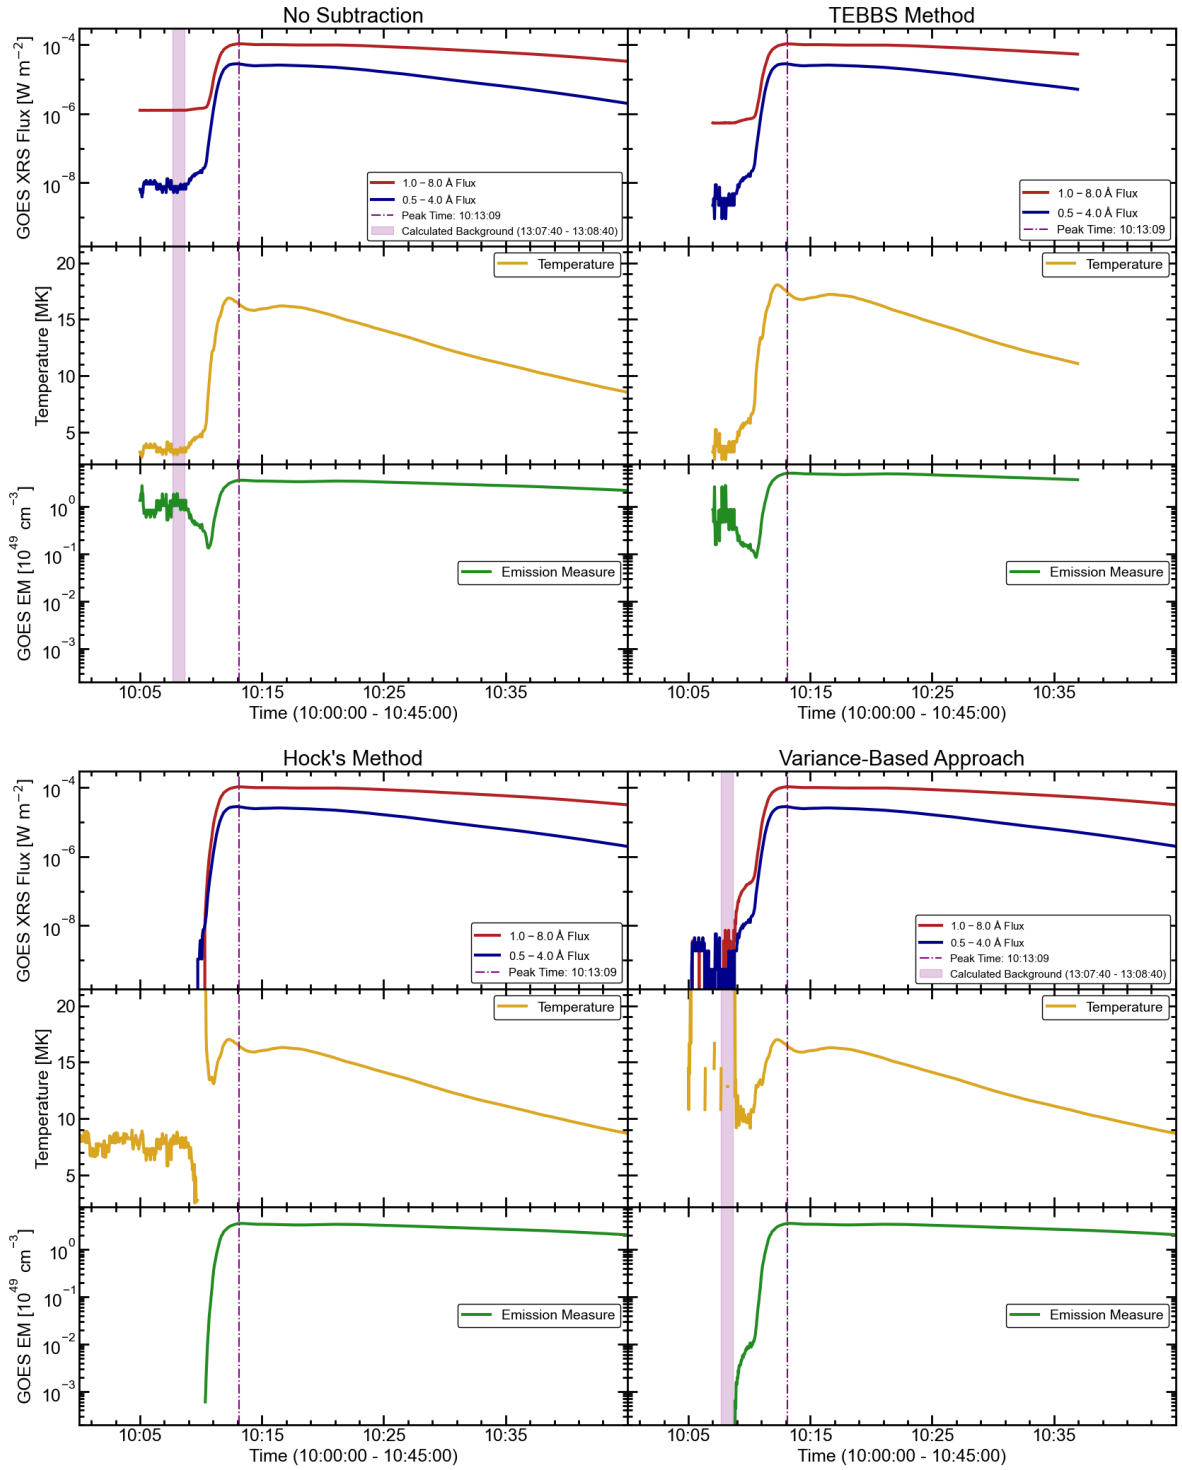 No Subtraction
TEBBS Method
GOES XRS Flux [W m−2]
10−4
10−6
10−8
1.0 – 8.0 Å Flux
0.5 – 4.0 Å Flux
Peak Time: 10:13:09
Calculated Background (13:07:40 - 13:08:40)
1.0 – 8.0 Å Flux
0.5 – 4.0 Å Flux
Peak Time: 10:13:09
Temperature [MK]
20
15
10
5
Temperature
Temperature
GOES EM [10^49 cm−3]
10^0
10−1
10−2
10−3
Emission Measure
Emission Measure
10:05 10:15 10:25 10:35
10:05 10:15 10:25 10:35
Time (10:00:00 - 10:45:00)
Time (10:00:00 - 10:45:00)
Hock's Method
Variance-Based Approach
GOES XRS Flux [W m−2]
10−4
10−6
10−8
1.0 – 8.0 Å Flux
0.5 – 4.0 Å Flux
Peak Time: 10:13:09
1.0 – 8.0 Å Flux
0.5 – 4.0 Å Flux
Peak Time: 10:13:09
Calculated Background (13:07:40 - 13:08:40)
Temperature [MK]
20
15
10
5
Temperature
Temperature
GOES EM [10^49 cm−3]
10^0
10−1
10−2
10−3
Emission Measure
Emission Measure
10:05 10:15 10:25 10:35
10:05 10:15 10:25 10:35
Time (10:00:00 - 10:45:00)
Time (10:00:00 - 10:45:00)